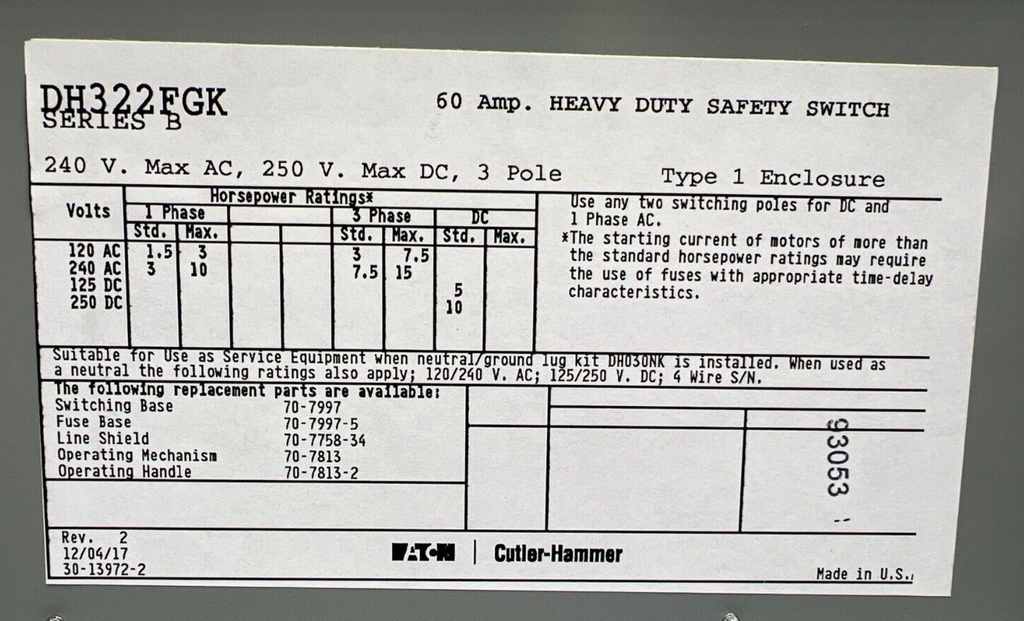 DH322FGK
SERIES B
60 Amp. HEAVY DUTY SAFETY SWITCH
240 V. Max AC, 250 V. Max DC, 3 Pole
Type 1 Enclosure
Volts
Horsepower Ratings*
1 Phase 3 Phase DC
Std. Max. Std. Max. Std. Max.
120 AC 1.5 3 3 7.5
240 AC 3 10 7.5 15
125 DC 5
250 DC 10
Use any two switching poles for DC and
1 Phase AC.
*The starting current of motors of more than
the standard horsepower ratings may require
the use of fuses with appropriate time-delay
characteristics.
Suitable for Use as Service Equipment when neutral/ground lug kit DH030NK is installed. When used as
a neutral the following ratings also apply; 120/240 V. AC; 125/250 V. DC; 4 Wire S/N.
The following replacement parts are available:
Switching Base 70-7997
Fuse Base 70-7997-5
Line Shield 70-7758-34
Operating Mechanism 70-7813
Operating Handle 70-7813-2
93053 --
Rev. 2
12/04/17
30-13972-2
EATON | Cutler-Hammer
Made in U.S.